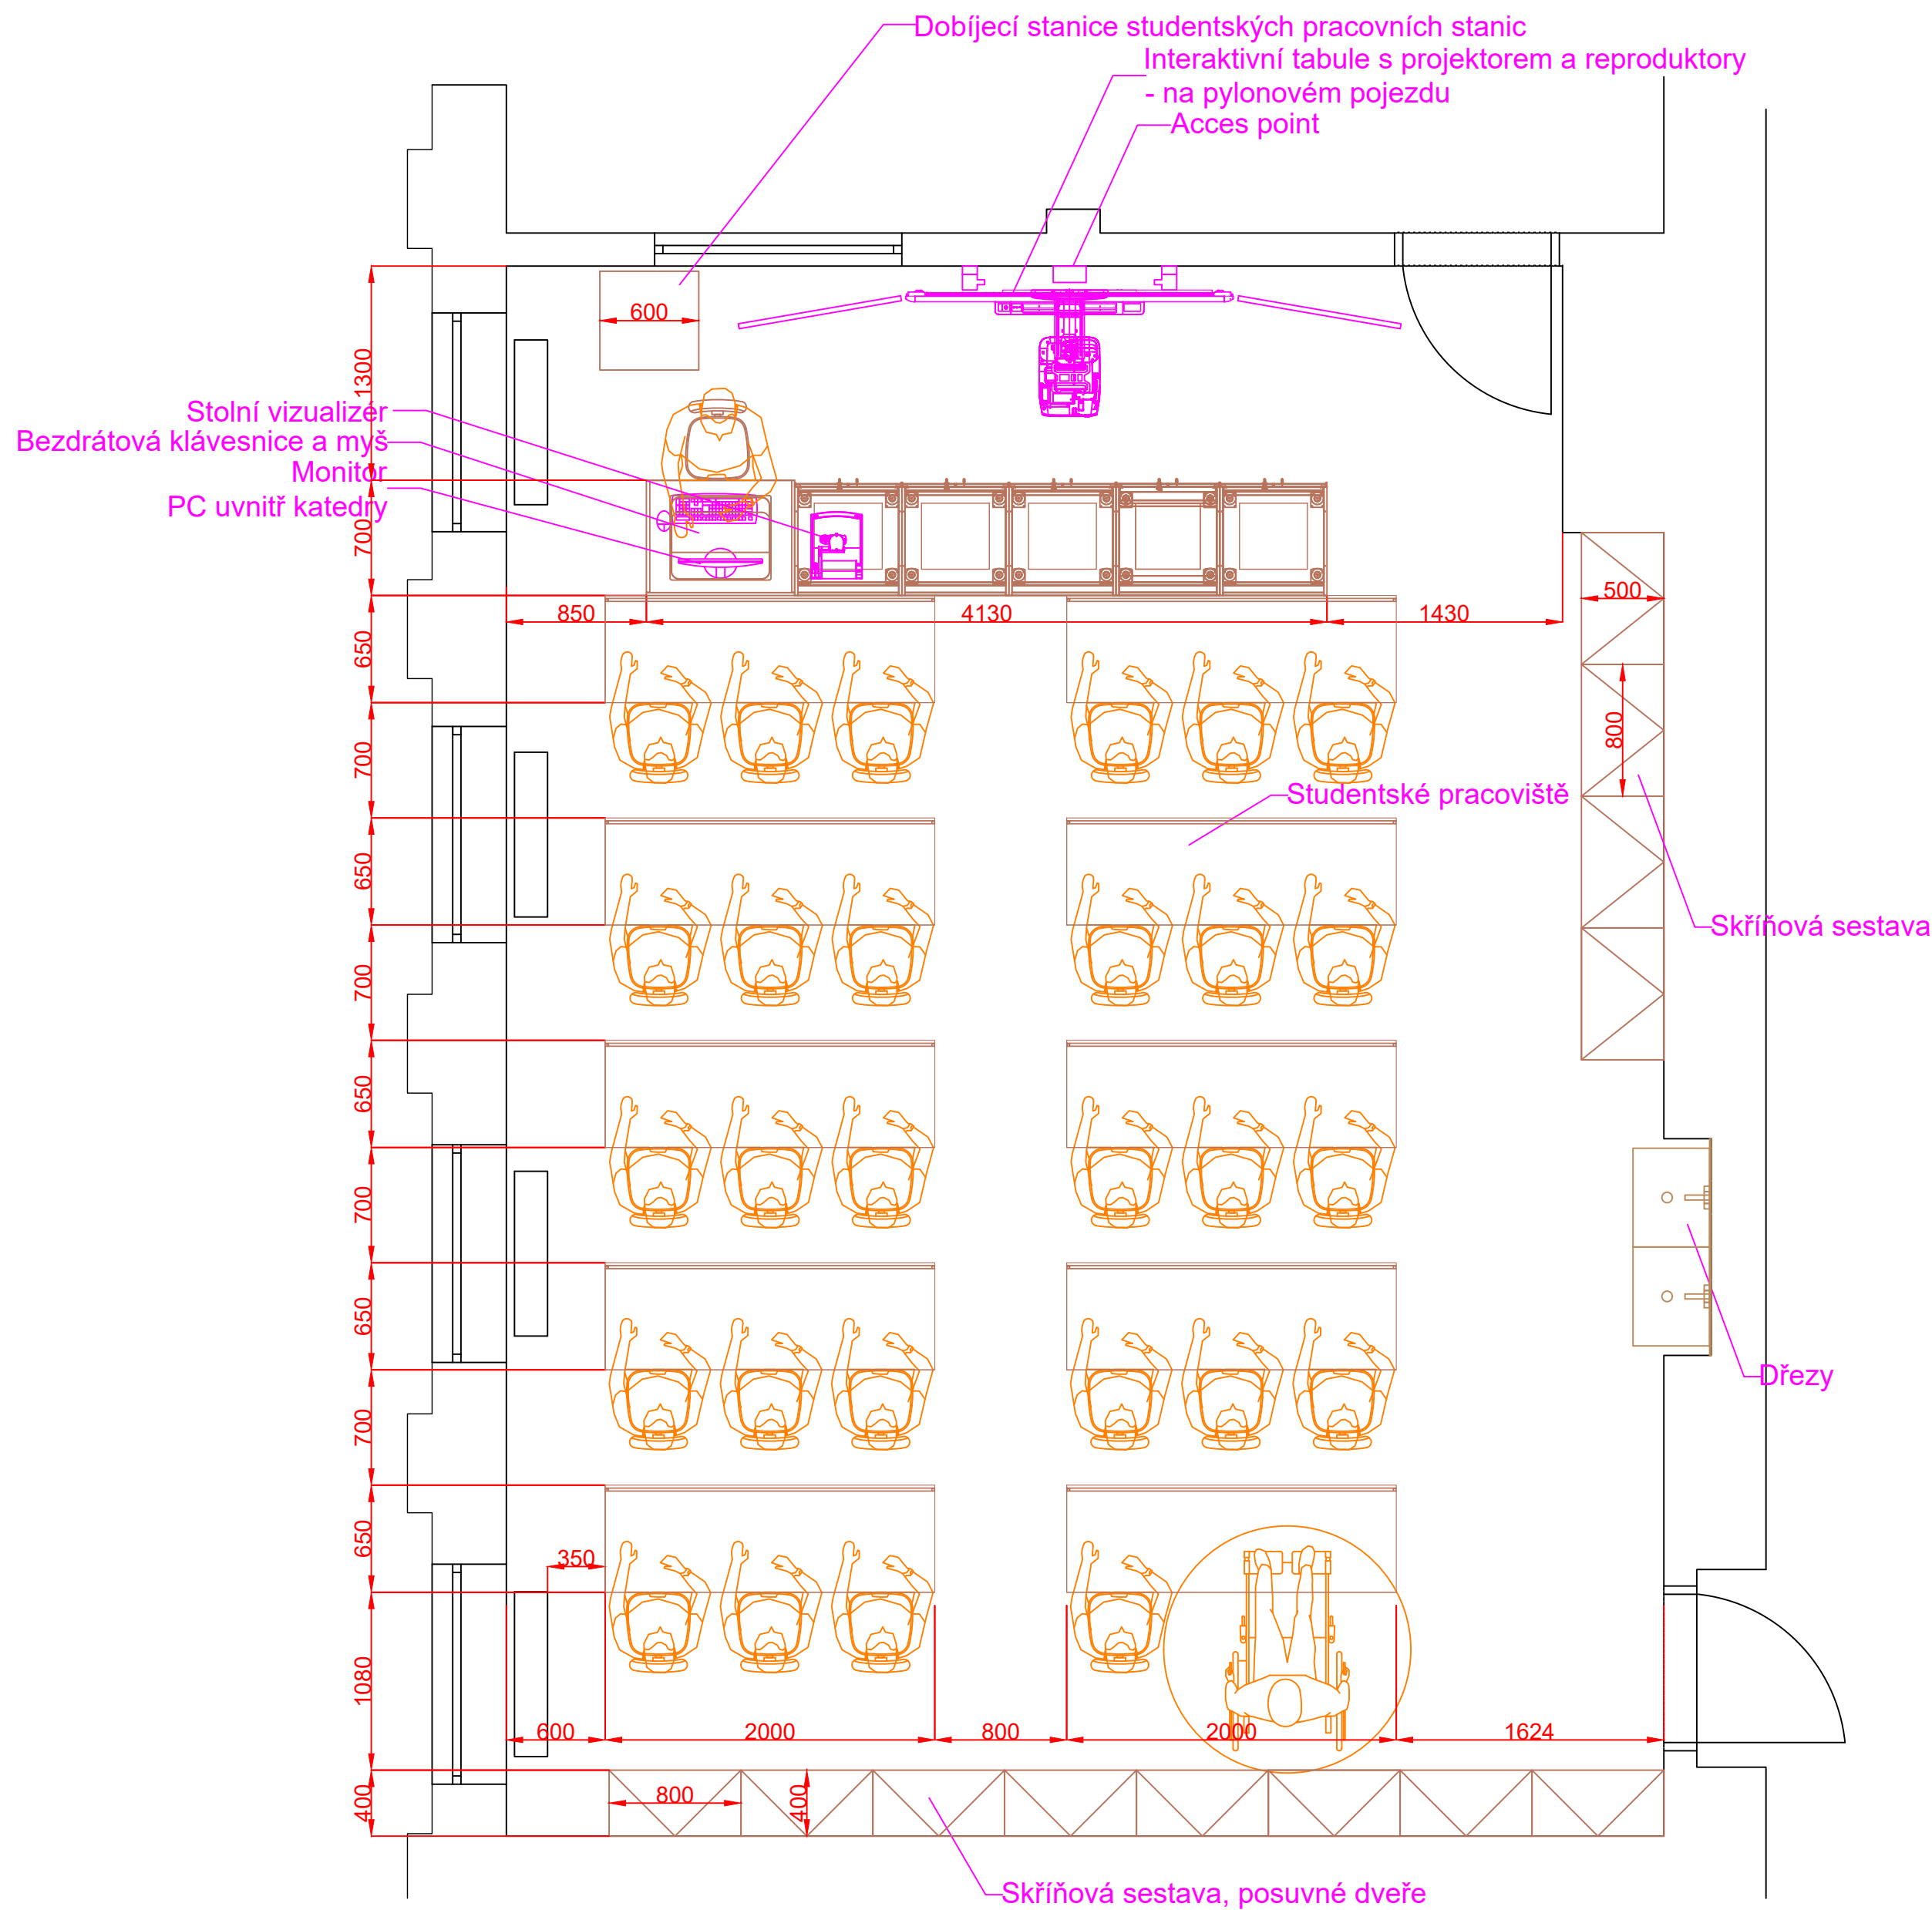 Dobíjecí stanice studentských pracovních stanic
Interaktivní tabule s projektorem a reproduktory
- na pylonovém pojezdu
Acces point
600
1300
Stolní vizualizér
Bezdrátová klávesnice a myš
Monitor
PC uvnitř katedry
700
850
4130
1430
500
650
700
800
Studentské pracoviště
650
Skříňová sestava
700
650
700
Dřezy
650
700
650
350
1080
600
2000
800
2000
1624
400
800
400
Skříňová sestava, posuvné dveře